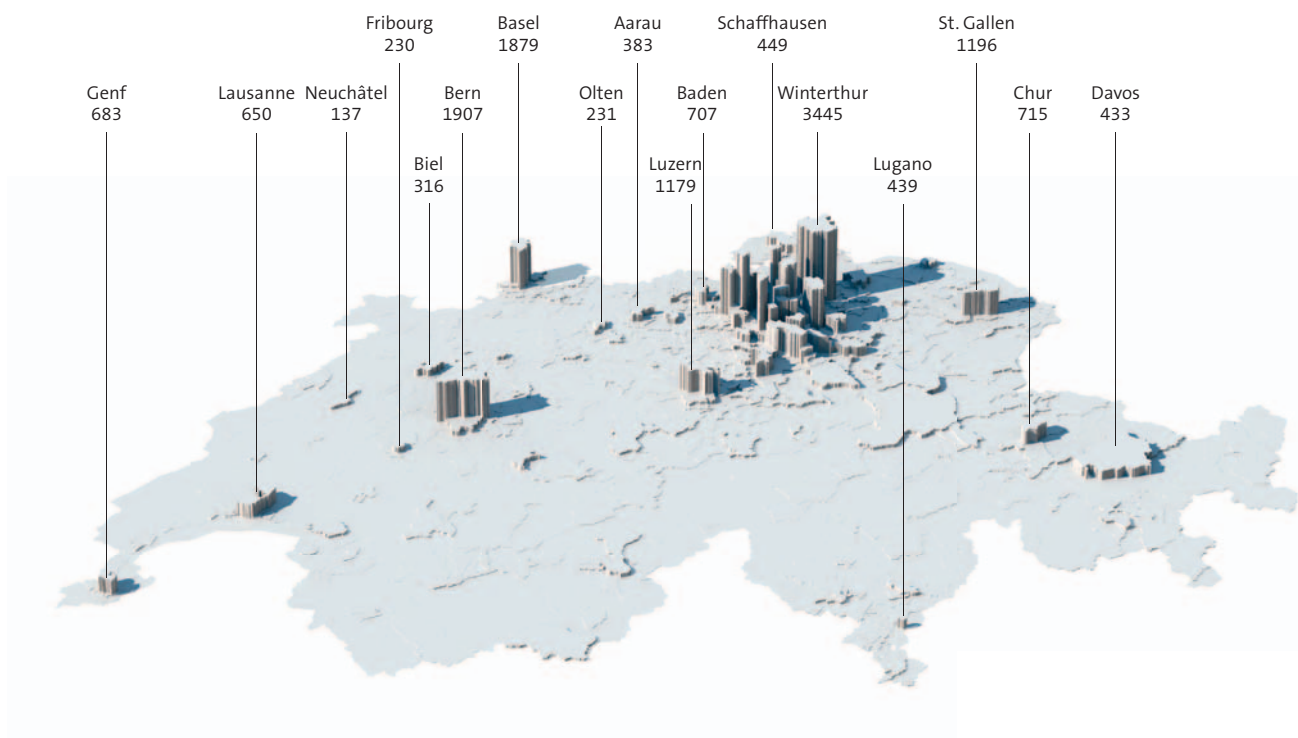 Fribourg
230
Basel
1879
Aarau
383
Schaffhausen
449
St. Gallen
1196
Genf
683
Lausanne
650
Neuchâtel
137
Bern
1907
Olten
231
Baden
707
Winterthur
3445
Chur
715
Davos
433
Biel
316
Luzern
1179
Lugano
439